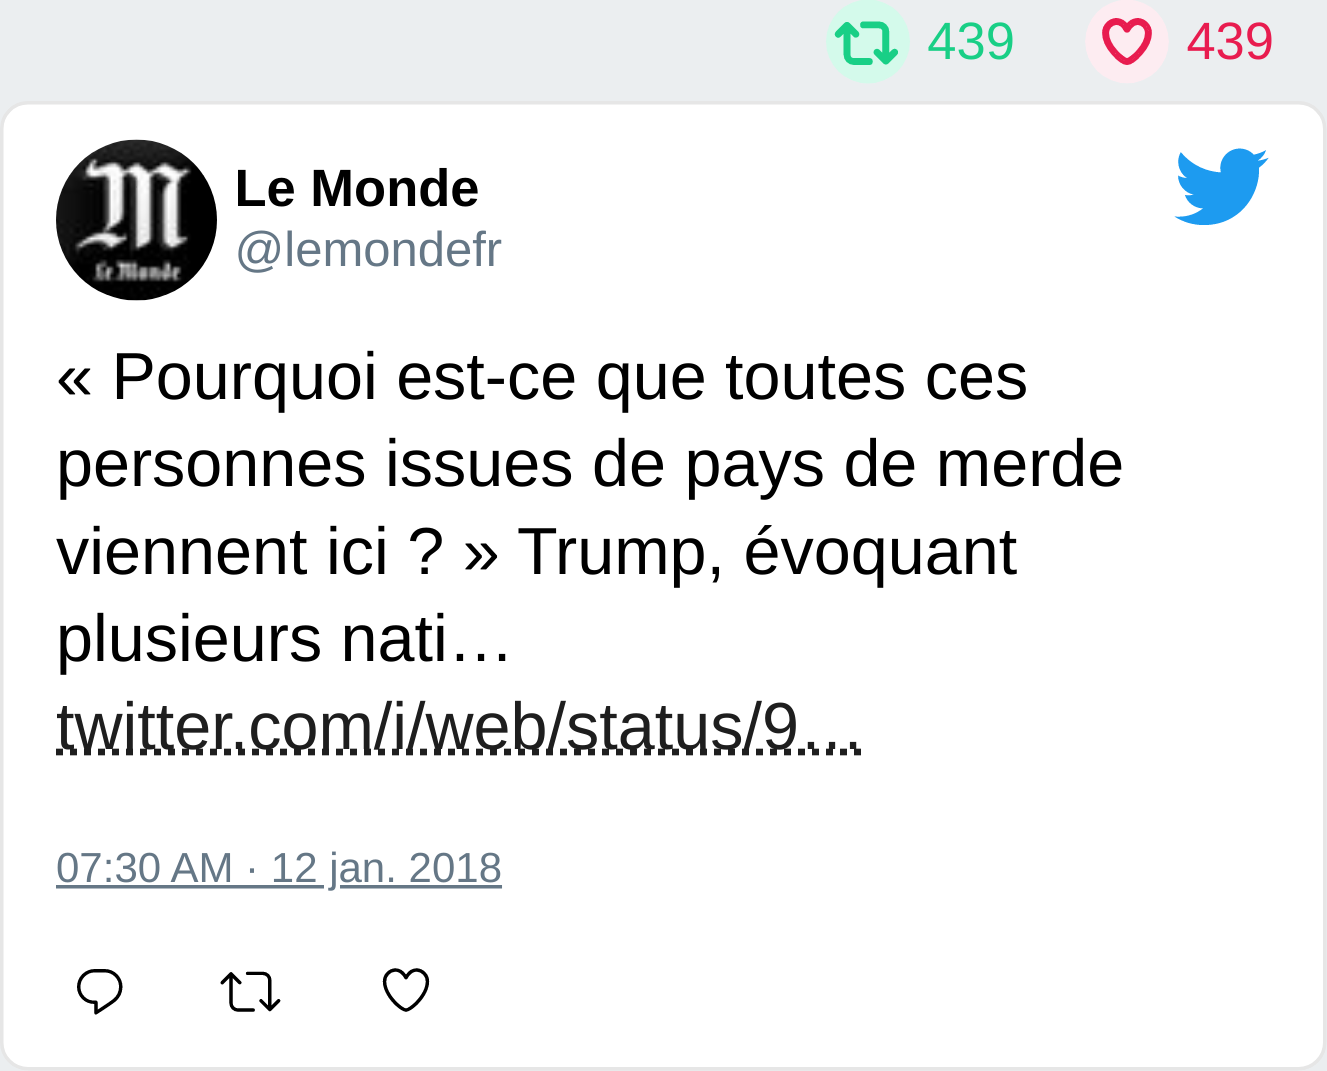 439 439
Le Monde
Le Monde
@lemondefr
« Pourquoi est-ce que toutes ces
personnes issues de pays de merde
viennent ici ? » Trump, évoquant
plusieurs nati…
twitter.com/i/web/status/9…
07:30 AM · 12 jan. 2018